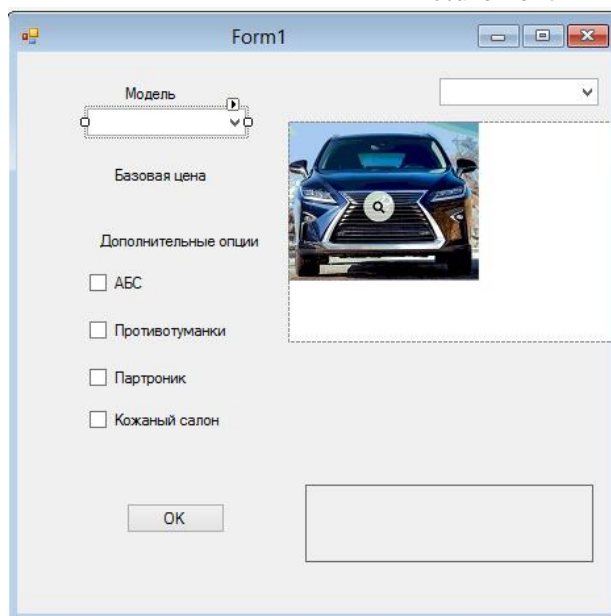 Form1
Модель
Базовая цена
Дополнительные опции
АБС
Противотуманки
Партроник
Кожаный салон
OK